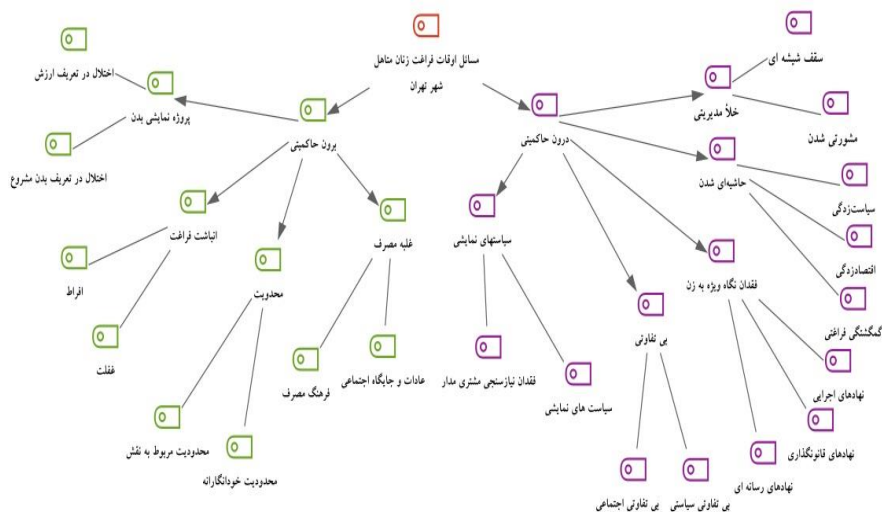 مسائل اوقات فراغت زنان متاهل
شهر تهران
درون حاکمیتی
خلأ مدیریتی
سقف شیشه ای
مشورتی شدن
حاشیه‌ای شدن
سیاست‌زدگی
اقتصادزدگی
گمگشتگی فراغتی
فقدان نگاه ویژه به زن
نهادهای اجرایی
نهادهای قانونگذاری
نهادهای رسانه ای
بی تفاوتی
بی تفاوتی سیاستی
بی تفاوتی اجتماعی
سیاستهای نمایشی
سیاست های نمایشی
فقدان نیازسنجی مشتری مدار
برون حاکمیتی
غلبه مصرف
عادات و جایگاه اجتماعی
فرهنگ مصرف
محدودیت
محدودیت خودانگارانه
محدودیت مربوط به نقش
انباشت فراغت
غفلت
افراط
پروژه نمایشی بدن
اختلال در تعریف ارزش
اختلال در تعریف بدن مشروع